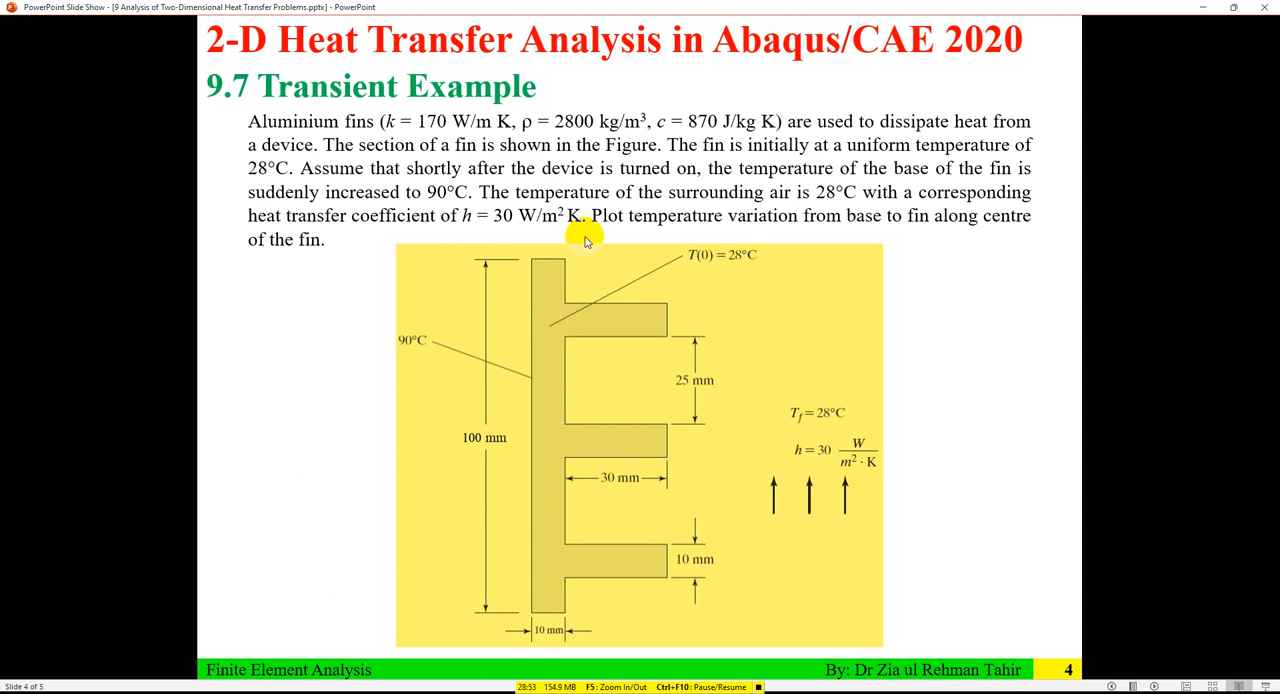 PowerPoint Slide Show - [9 Analysis of Two-Dimensional Heat Transfer Problems.pptx] - PowerPoint
2-D Heat Transfer Analysis in Abaqus/CAE 2020
9.7 Transient Example
Aluminium fins (k = 170 W/m K, ρ = 2800 kg/m³, c = 870 J/kg K) are used to dissipate heat from
a device. The section of a fin is shown in the Figure. The fin is initially at a uniform temperature of
28°C. Assume that shortly after the device is turned on, the temperature of the base of the fin is
suddenly increased to 90°C. The temperature of the surrounding air is 28°C with a corresponding
heat transfer coefficient of h = 30 W/m² K. Plot temperature variation from base to fin along centre
of the fin.
T(0) = 28°C
90°C
25 mm
Tf = 28°C
100 mm
h = 30 W/m² · K
30 mm
10 mm
10 mm
Finite Element Analysis
By: Dr Zia ul Rehman Tahir
4
Slide 4 of 5
28:53 154.9 MB F5: Zoom In/Out Ctrl+F10: Pause/Resume